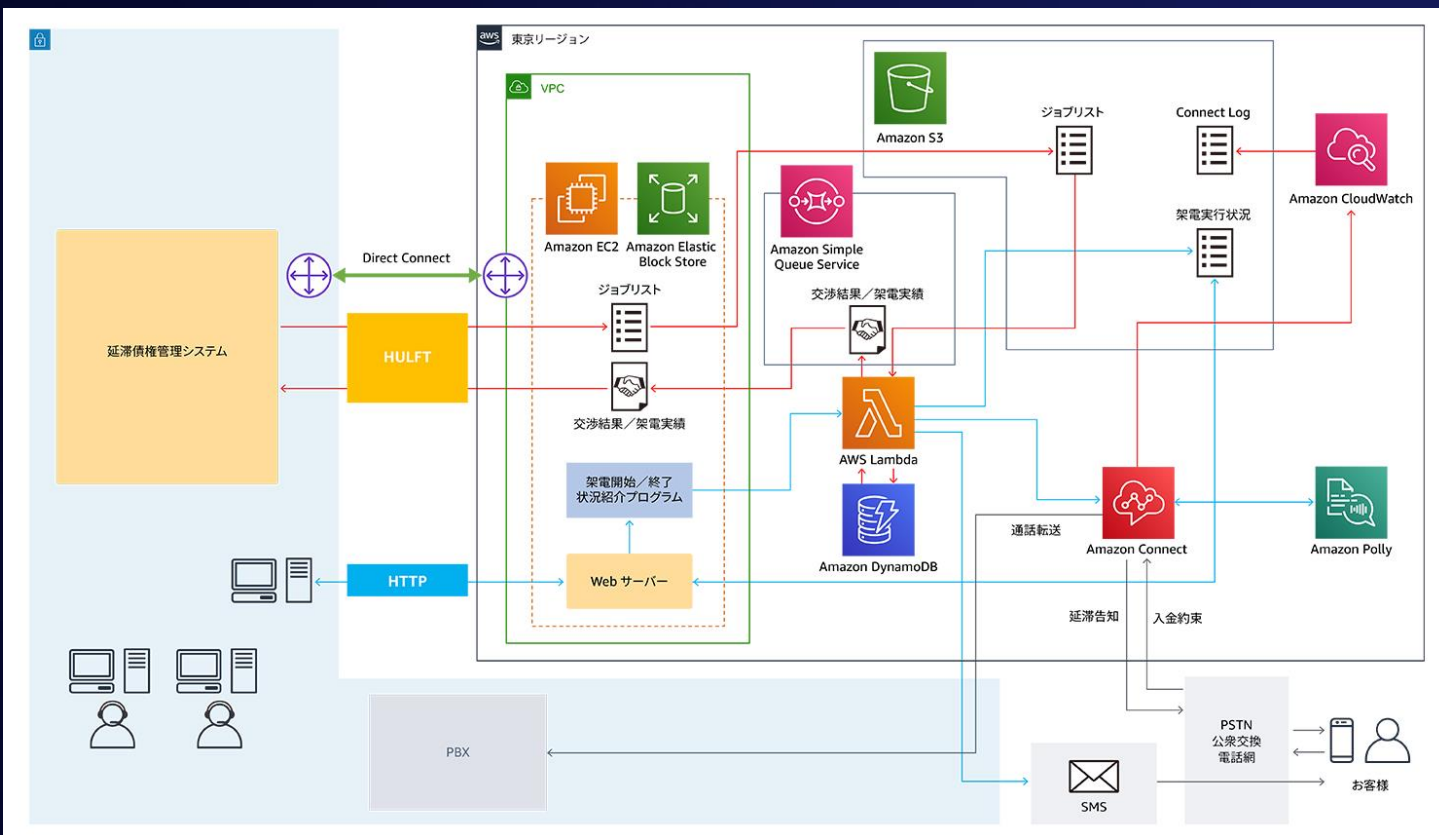 aws
東京リージョン
VPC
Amazon S3
ジョブリスト
Connect Log
Amazon CloudWatch
架電実行状況
Amazon EC2
Amazon Elastic
Block Store
Amazon Simple
Queue Service
Direct Connect
ジョブリスト
交渉結果／架電実績
延滞債権管理システム
HULFT
交渉結果／架電実績
AWS Lambda
架電開始／終了
状況紹介プログラム
Amazon DynamoDB
通話転送
Amazon Connect
Amazon Polly
HTTP
Web サーバー
延滞告知
入金約束
PBX
PSTN
公衆交換
電話網
お客様
SMS